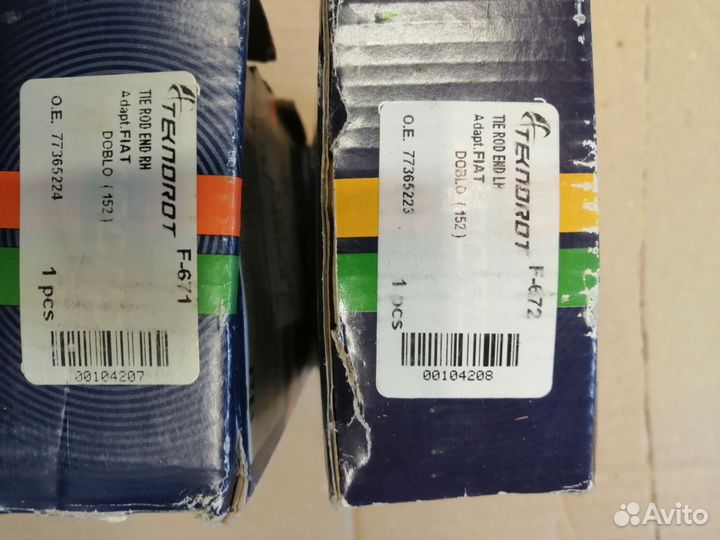 TEKNOROT
TIE ROD END RH
Adapt.FIAT
DOBLO (152)
O.E. 77365224
F-671
1 pcs
00104207
TEKNOROT
TIE ROD END LH
Adapt.FIAT
DOBLO (152)
O.E. 77365223
F-672
1 pcs
00104208
Avito